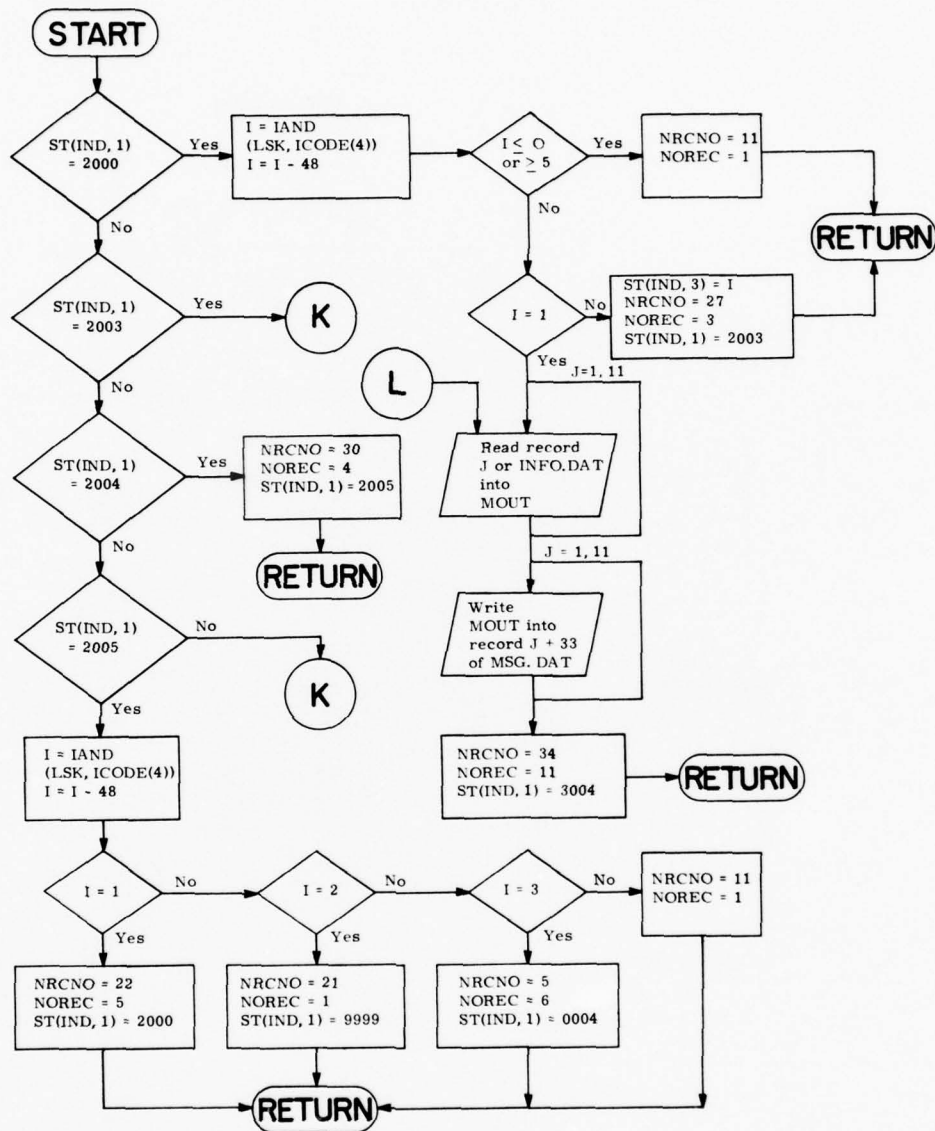 START
ST(IND, 1)
= 2000
Yes
I = IAND
(LSK, ICODE(4))
I = I - 48
I ≤ O
or ≥ 5
Yes
NRCNO = 11
NOREC = 1
RETURN
No
No
ST(IND, 1)
= 2003
Yes
K
I = 1
No
ST(IND, 3) = I
NRCNO = 27
NOREC = 3
ST(IND, 1) = 2003
Yes
J=1, 11
L
No
Read record
J or INFO.DAT
into
MOUT
ST(IND, 1)
= 2004
Yes
NRCNO = 30
NOREC = 4
ST(IND, 1) = 2005
RETURN
No
J = 1, 11
Write
MOUT into
record J + 33
of MSG. DAT
ST(IND, 1)
= 2005
No
K
Yes
I = IAND
(LSK, ICODE(4))
I = I - 48
NRCNO = 34
NOREC = 11
ST(IND, 1) = 3004
RETURN
I = 1
No
I = 2
No
I = 3
No
NRCNO = 11
NOREC = 1
Yes
Yes
Yes
NRCNO = 22
NOREC = 5
ST(IND, 1) = 2000
NRCNO = 21
NOREC = 1
ST(IND, 1) = 9999
NRCNO = 5
NOREC = 6
ST(IND, 1) = 0004
RETURN